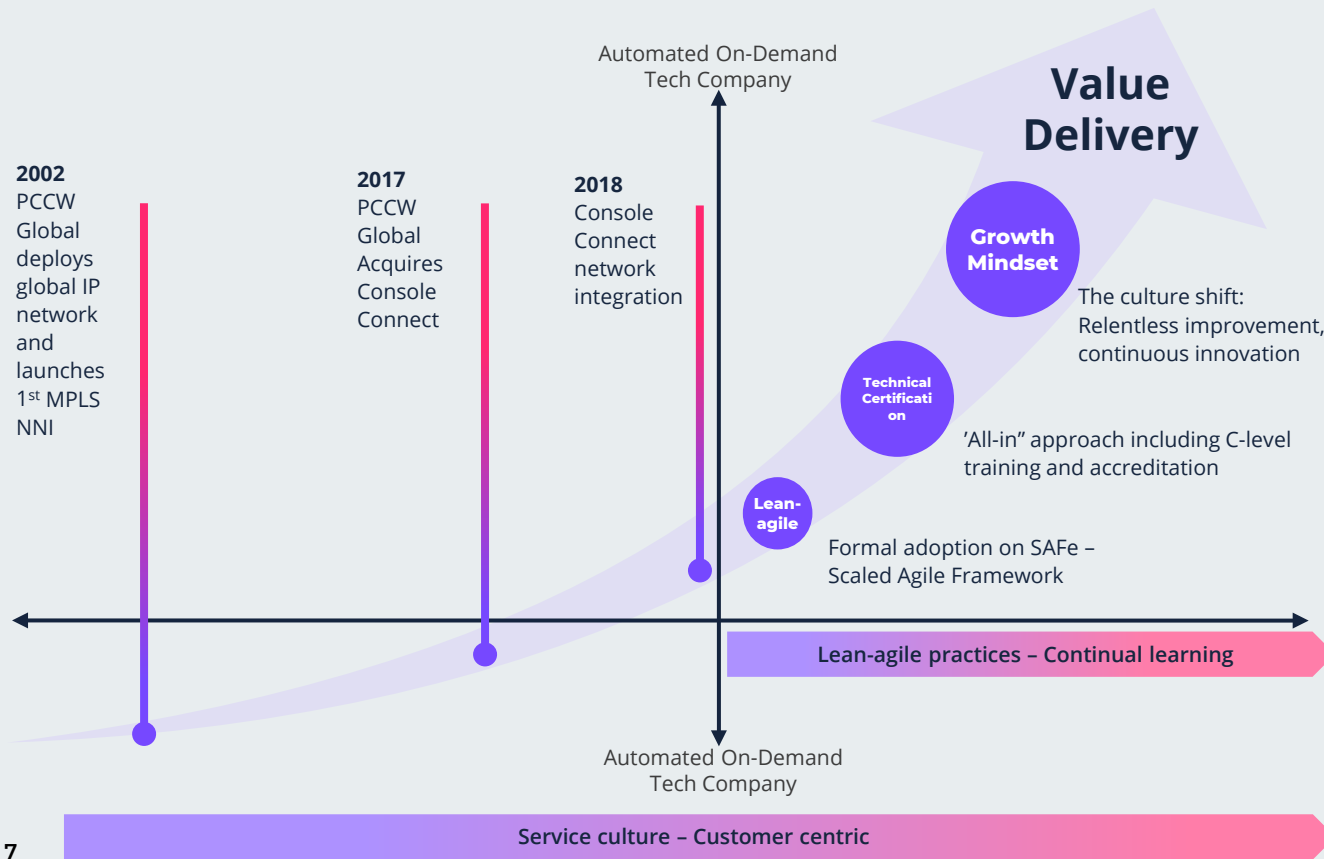 Automated On-Demand
Tech Company
Value
Delivery
2002
PCCW
Global
deploys
global IP
network
and
launches
1st MPLS
NNI
2017
PCCW
Global
Acquires
Console
Connect
2018
Console
Connect
network
integration
Growth
Mindset
The culture shift:
Relentless improvement,
continuous innovation
Technical
Certificati
on
’All-in” approach including C-level
training and accreditation
Lean-
agile
Formal adoption on SAFe –
Scaled Agile Framework
Lean-agile practices – Continual learning
Automated On-Demand
Tech Company
Service culture – Customer centric
7